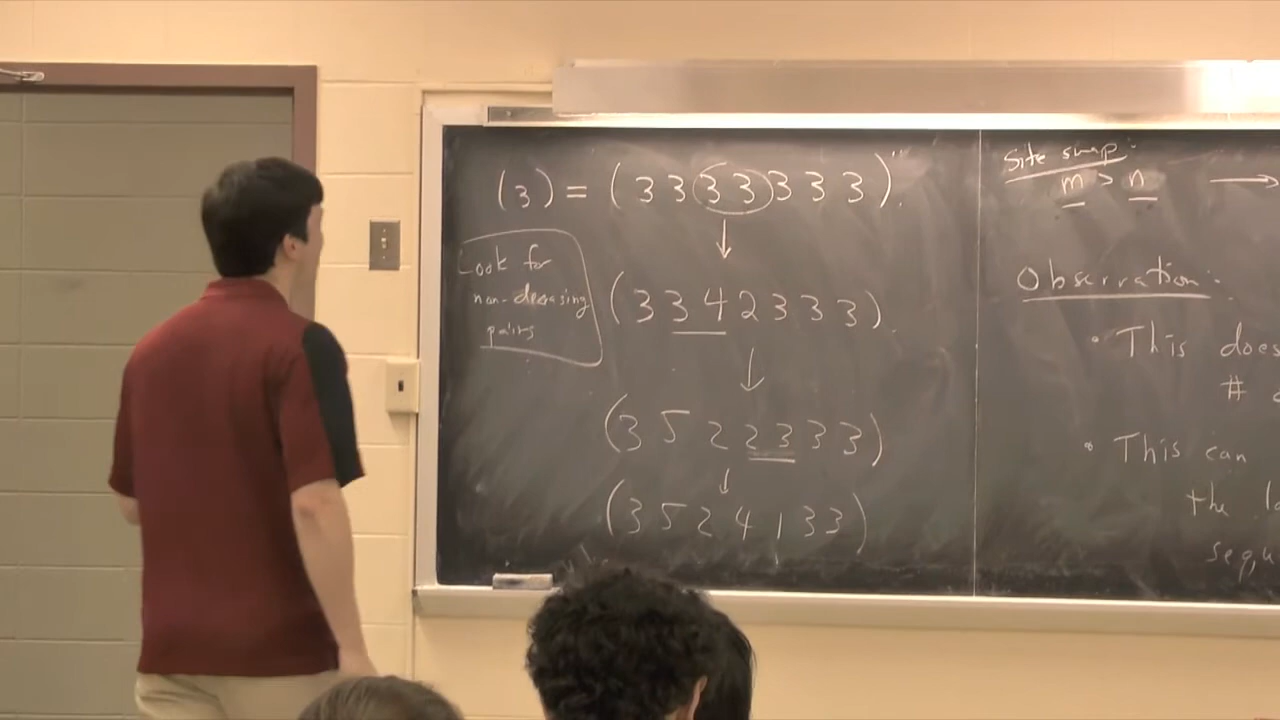 (3) = (3 3 3 3 3 3 3)
↓
Look for
non-decreasing
pairs
(3 3 4 2 3 3 3)
↓
(3 5 2 2 3 3 3)
↓
(3 5 2 4 1 3 3)
Site swap:
m > n →
Observation:
• This does
#
• This can
the